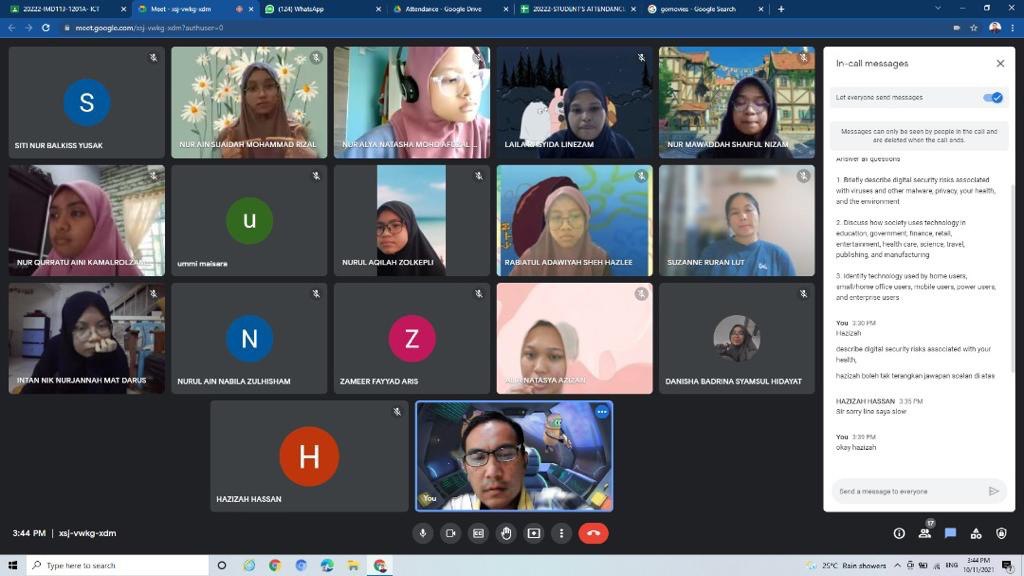 20222-IMD113-1201A- ICT
Meet - xsj-vwkg-xdm
(124) WhatsApp
Attendance - Google Drive
20222-STUDENT'S ATTENDANCE
gomovies - Google Search
meet.google.com/xsj-vwkg-xdm?authuser=0
S
SITI NUR BALKISS YUSAK
NUR AIN SUAIDAH MOHAMMAD RIZAL
NUR ALYA NATASHA MOHD
LAILA
LINEZAM
NUR MAWADDAH SHAIFUL NIZAM
NUR QURRATU AINI
u
ummi maisara
NURUL AQILAH ZOLKEPLI
RABIATUL ADAWIYAH SHEH HAZLEE
SUZANNE RURAN LUT
INTAN NIK NURJANNAH MAT DARUS
N
NURUL AIN NABILA ZULHISHAM
Z
ZAMEER FAYYAD ARIS
NATASYA AZIZAN
DANISHA BADRINA SYAMSUL HIDAYAT
H
HAZIZAH HASSAN
You
In-call messages
Let everyone send messages
Messages can only be seen by people in the call and
are deleted when the call ends.
Answer all questions
1. Briefly describe digital security risks associated
with viruses and other malware, privacy, your health,
and the environment
2. Discuss how society uses technology in
education, government, finance, retail,
entertainment, health care, science, travel,
publishing, and manufacturing
3. Identify technology used by home users,
small/home office users, mobile users, power users,
and enterprise users
You 3:30 PM
Hazizah
describe digital security risks associated with your
health,
hazizah boleh tak terangkan jawapan soalan di atas
HAZIZAH HASSAN 3:35 PM
Sir sorry line saya slow
You 3:39 PM
okay hazizah
Send a message to everyone
3:44 PM | xsj-vwkg-xdm
17
Type here to search
25°C Rain showers
ENG
3:44 PM
10/11/2021